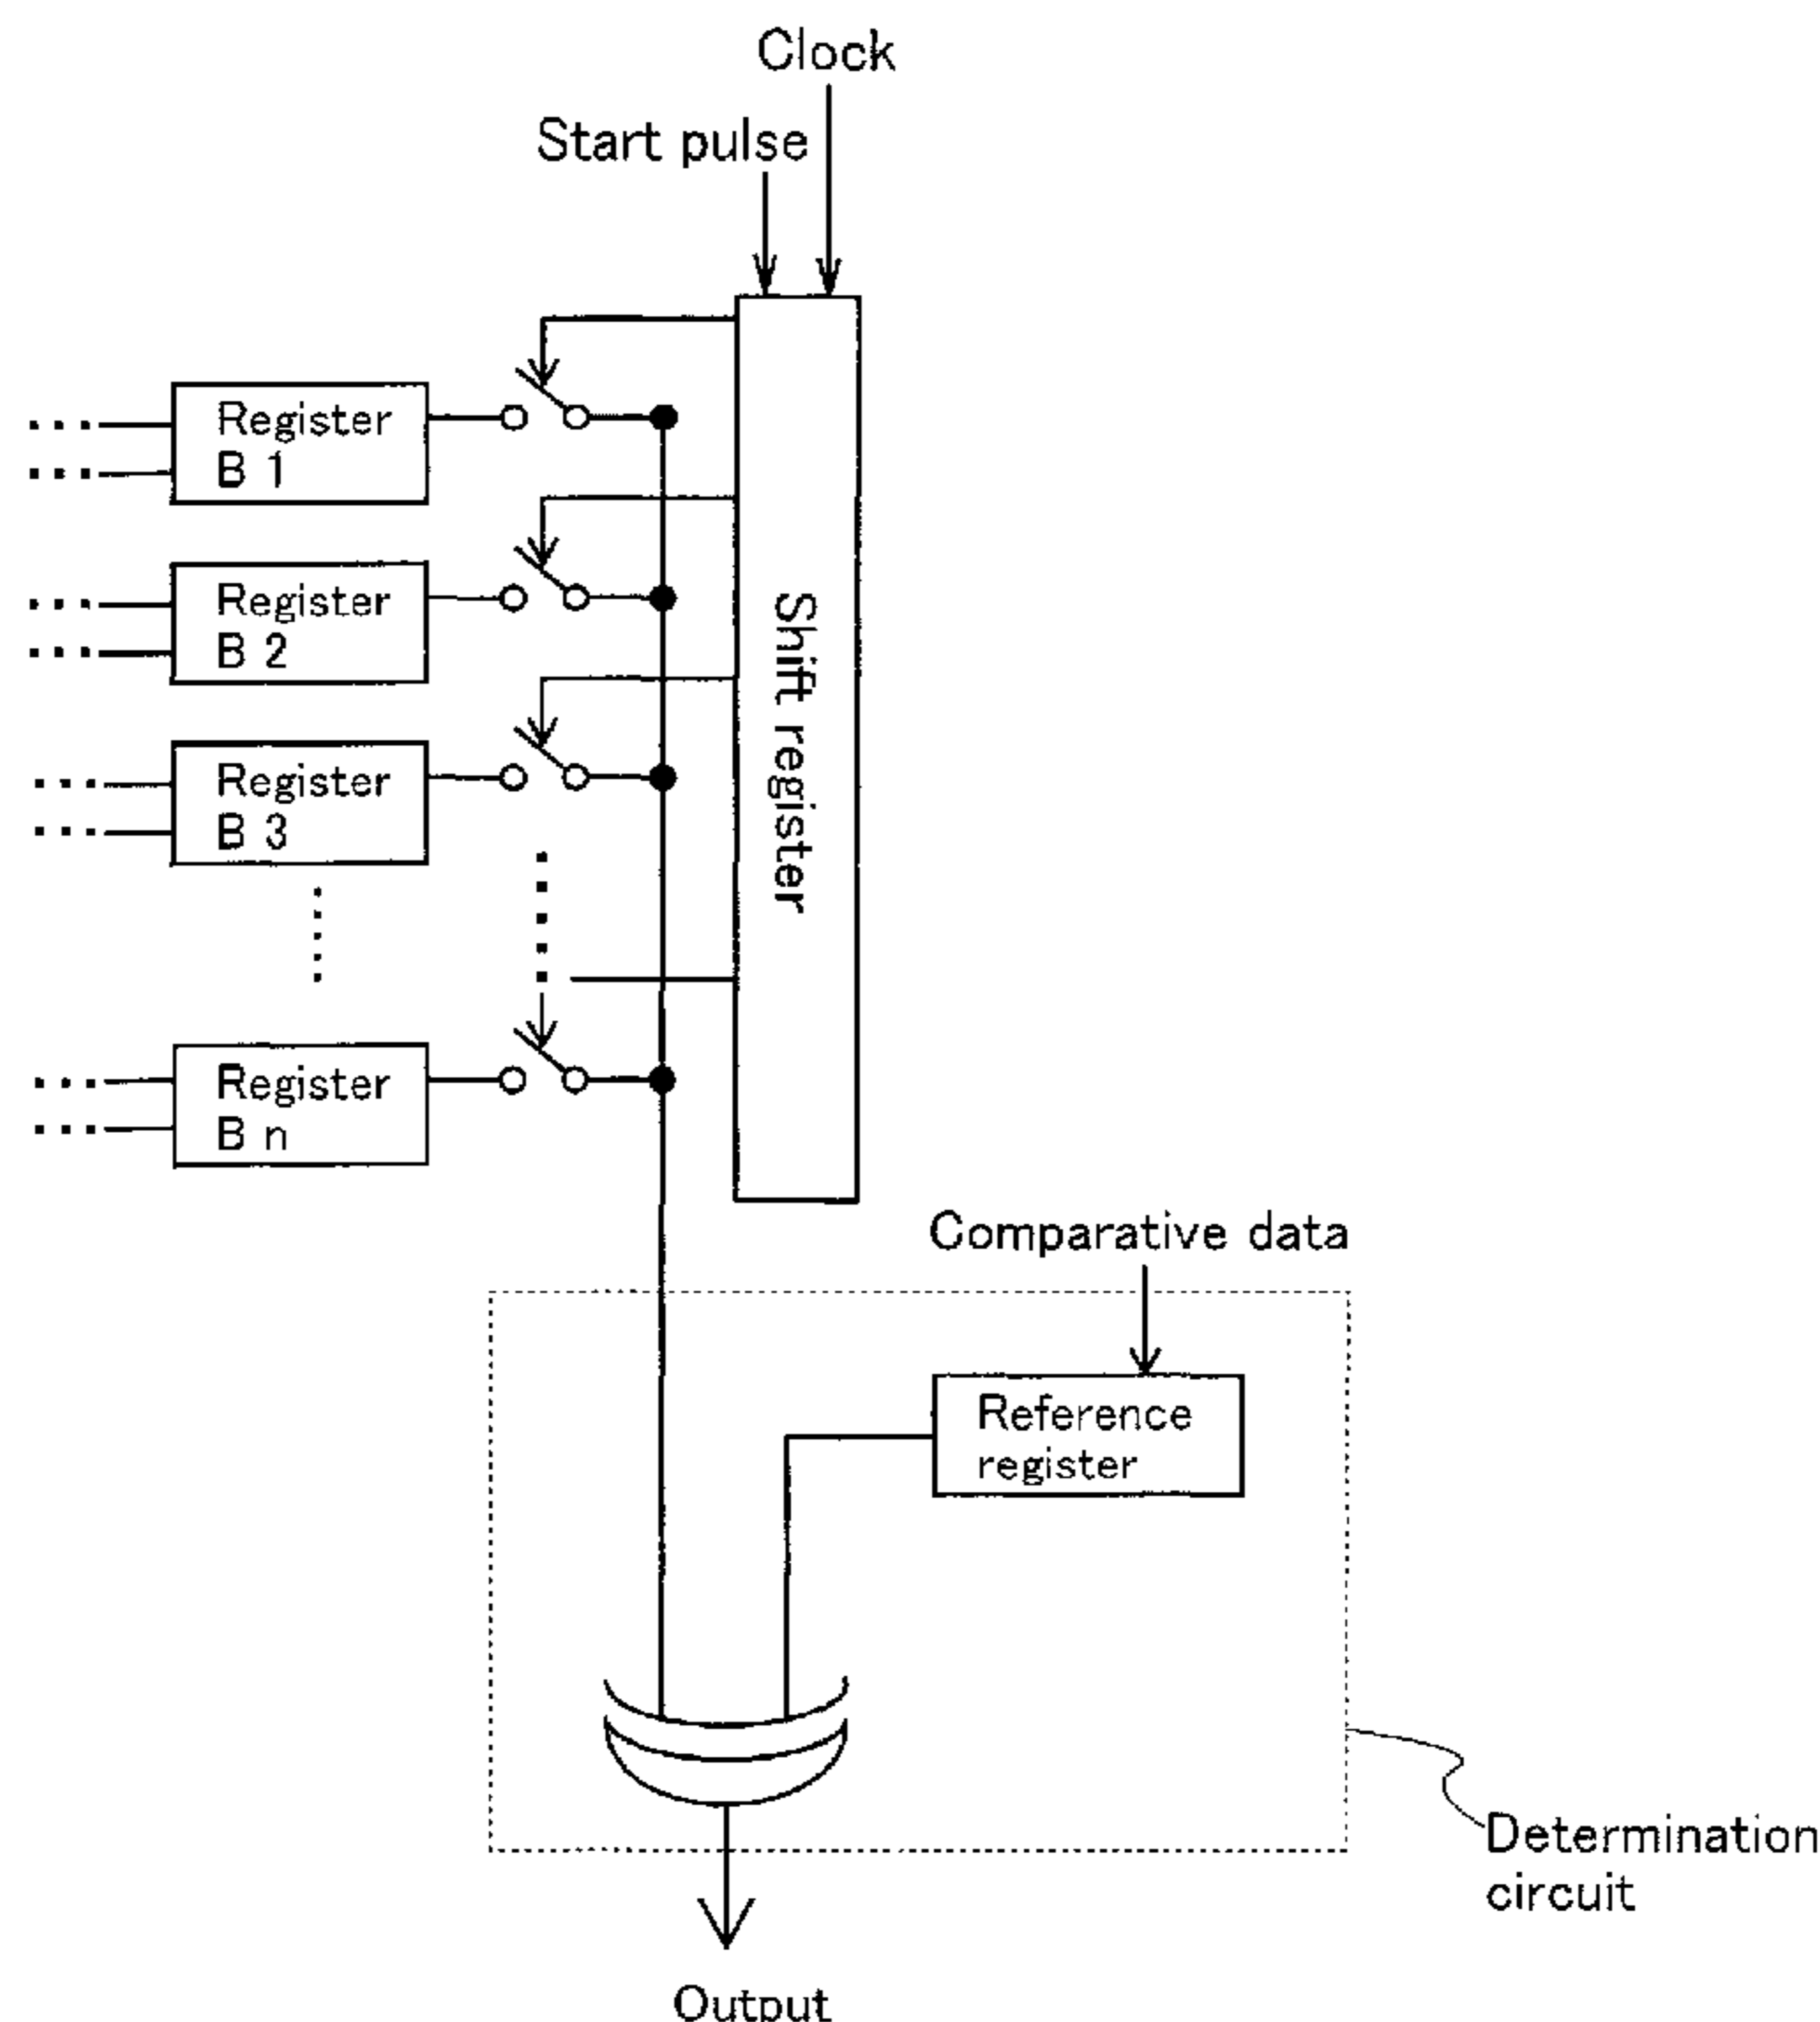 Clock
Start pulse
Register
B 1
Register
B 2
Register
B 3
Register
B n
Shift register
Comparative data
Reference
register
Determination
circuit
Output